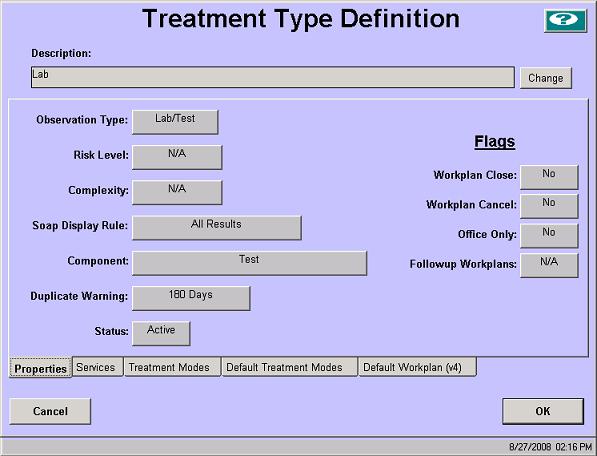 Treatment Type Definition
?
Description:
Lab
Change
Observation Type: Lab/Test
Risk Level: N/A
Complexity: N/A
Soap Display Rule: All Results
Component: Test
Duplicate Warning: 180 Days
Status: Active
Flags
Workplan Close: No
Workplan Cancel: No
Office Only: No
Followup Workplans: N/A
Properties Services Treatment Modes Default Treatment Modes Default Workplan (v4)
Cancel OK
8/27/2008 02:16 PM